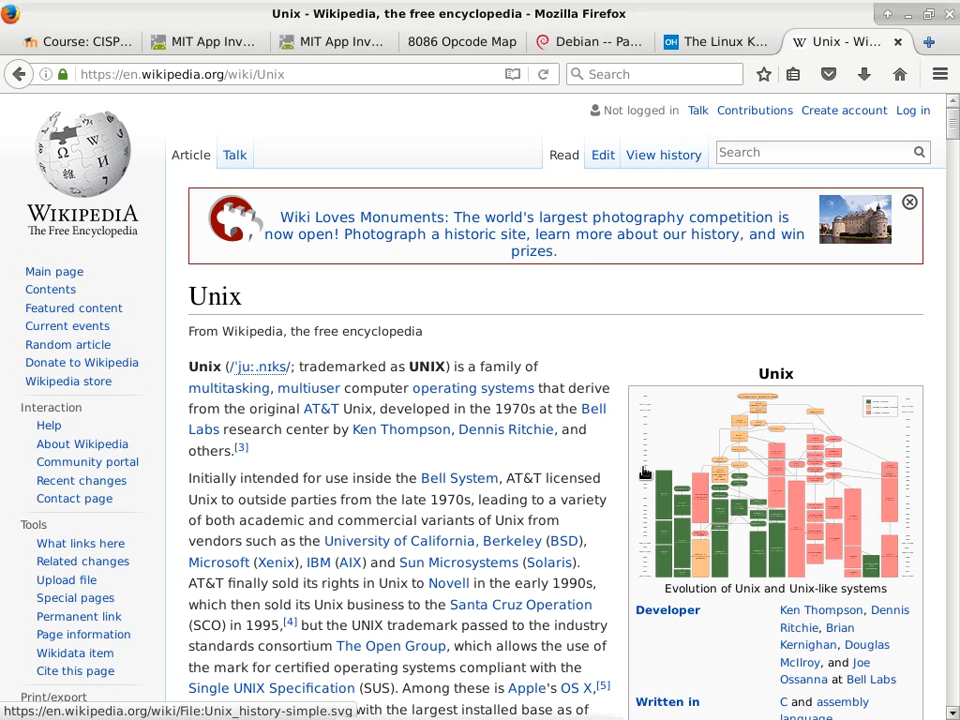 Unix - Wikipedia, the free encyclopedia - Mozilla Firefox
Course: CISP...
MIT App Inv...
MIT App Inv...
8086 Opcode Map
Debian -- Pa...
The Linux K...
Unix - Wi...
https://en.wikipedia.org/wiki/Unix
Search
Not logged in Talk Contributions Create account Log in
Article Talk Read Edit View history Search
WIKIPEDIA
The Free Encyclopedia
Main page
Contents
Featured content
Current events
Random article
Donate to Wikipedia
Wikipedia store
Interaction
Help
About Wikipedia
Community portal
Recent changes
Contact page
Tools
What links here
Related changes
Upload file
Special pages
Permanent link
Page information
Wikidata item
Cite this page
Print/export
Wiki Loves Monuments: The world's largest photography competition is
now open! Photograph a historic site, learn more about our history, and win
prizes.
Unix
From Wikipedia, the free encyclopedia
Unix (/ˈjuː.nɪks/; trademarked as UNIX) is a family of
multitasking, multiuser computer operating systems that derive
from the original AT&T Unix, developed in the 1970s at the Bell
Labs research center by Ken Thompson, Dennis Ritchie, and
others.[3]
Initially intended for use inside the Bell System, AT&T licensed
Unix to outside parties from the late 1970s, leading to a variety
of both academic and commercial variants of Unix from
vendors such as the University of California, Berkeley (BSD),
Microsoft (Xenix), IBM (AIX) and Sun Microsystems (Solaris).
AT&T finally sold its rights in Unix to Novell in the early 1990s,
which then sold its Unix business to the Santa Cruz Operation
(SCO) in 1995,[4] but the UNIX trademark passed to the industry
standards consortium The Open Group, which allows the use of
the mark for certified operating systems compliant with the
Single UNIX Specification (SUS). Among these is Apple's OS X,[5]
with the largest installed base as of
Unix
Evolution of Unix and Unix-like systems
Developer Ken Thompson, Dennis
Ritchie, Brian
Kernighan, Douglas
McIlroy, and Joe
Ossanna at Bell Labs
Written in C and assembly
language
https://en.wikipedia.org/wiki/File:Unix_history-simple.svg